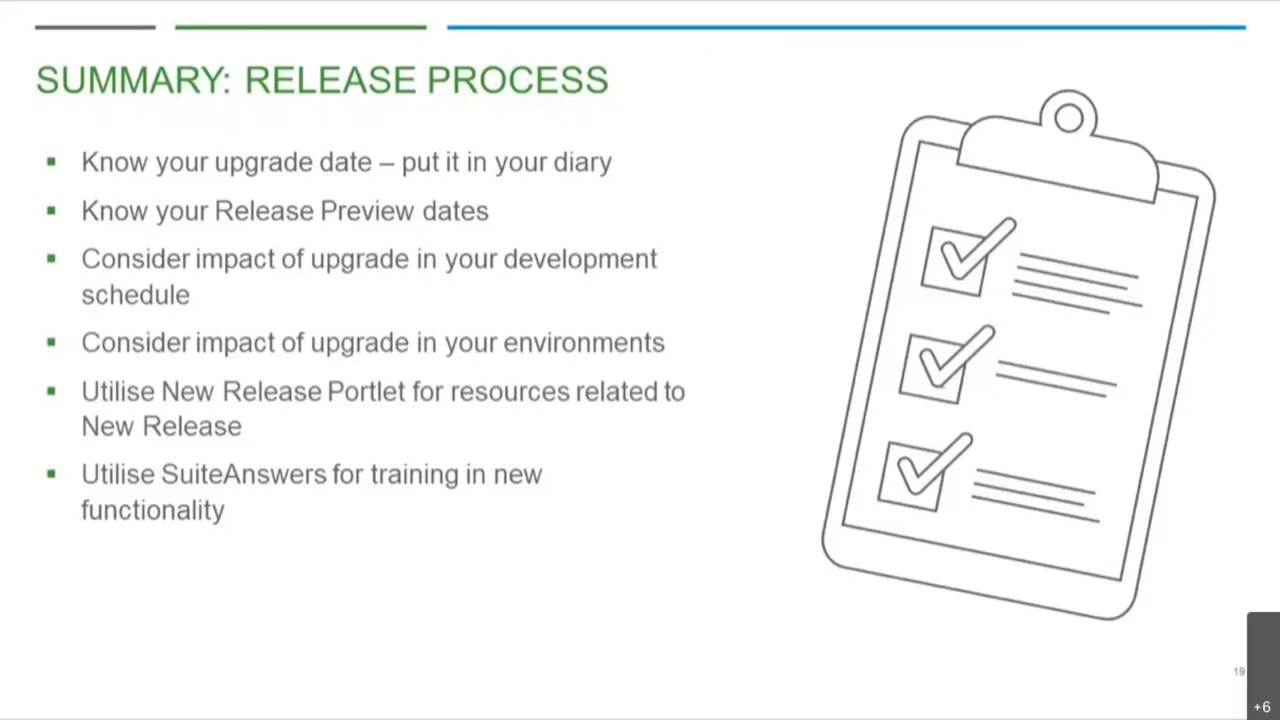 SUMMARY: RELEASE PROCESS
Know your upgrade date – put it in your diary
Know your Release Preview dates
Consider impact of upgrade in your development
schedule
Consider impact of upgrade in your environments
Utilise New Release Portlet for resources related to
New Release
Utilise SuiteAnswers for training in new
functionality
19
+6